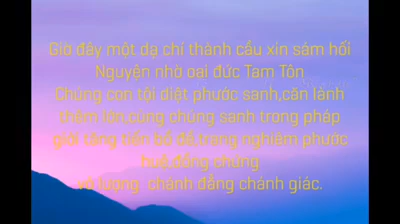 Giờ đây một dạ chí thành cầu xin sám hối
Nguyện nhờ oai đức Tam Tôn
Chúng con tội diệt phước sanh,căn lành
thêm lớn,cùng chúng sanh trong pháp
giới tăng tiến bồ đề,trang nghiêm phước
huệ,đồng chứng
vô lượng chánh đẳng chánh giác.